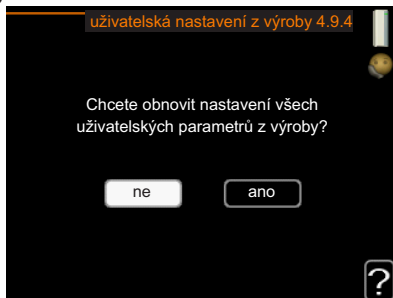 uživatelská nastavení z výroby 4.9.4
Chcete obnovit nastavení všech
uživatelských parametrů z výroby?
ne
ano
?